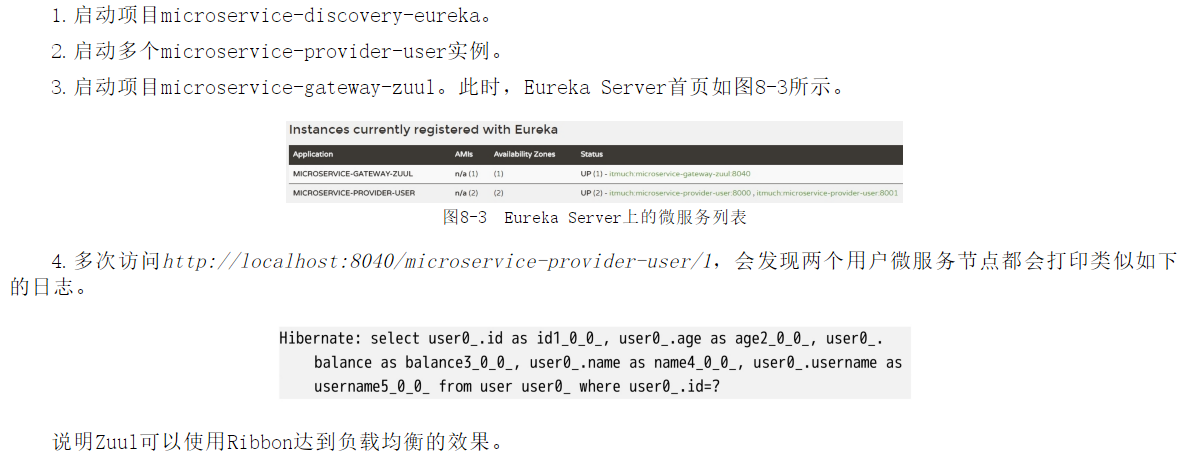 1. 启动项目microservice-discovery-eureka。
2. 启动多个microservice-provider-user实例。
3. 启动项目microservice-gateway-zuul。此时，Eureka Server首页如图8-3所示。
Instances currently registered with Eureka
Application AMIs Availability Zones Status
MICROSERVICE-GATEWAY-ZUUL n/a (1) (1) UP (1) - itmuch:microservice-gateway-zuul:8040
MICROSERVICE-PROVIDER-USER n/a (2) (2) UP (2) - itmuch:microservice-provider-user:8000 , itmuch:microservice-provider-user:8001
图8-3 Eureka Server上的微服务列表
4. 多次访问http://localhost:8040/microservice-provider-user/1，会发现两个用户微服务节点都会打印类似如下
的日志。
Hibernate: select user0_.id as id1_0_0_, user0_.age as age2_0_0_, user0_.
balance as balance3_0_0_, user0_.name as name4_0_0_, user0_.username as
username5_0_0_ from user user0_ where user0_.id=?
说明Zuul可以使用Ribbon达到负载均衡的效果。